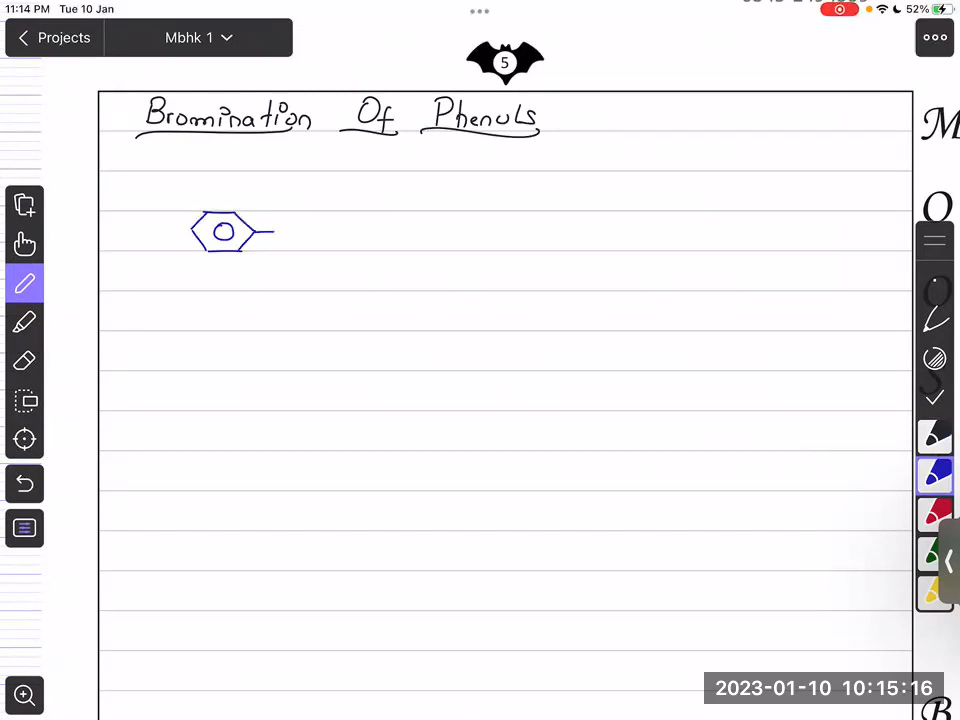 11:14 PM Tue 10 Jan
52%
Projects
Mbhk 1
5
Bromination Of Phenols
M
O
B
2023-01-10 10:15:16